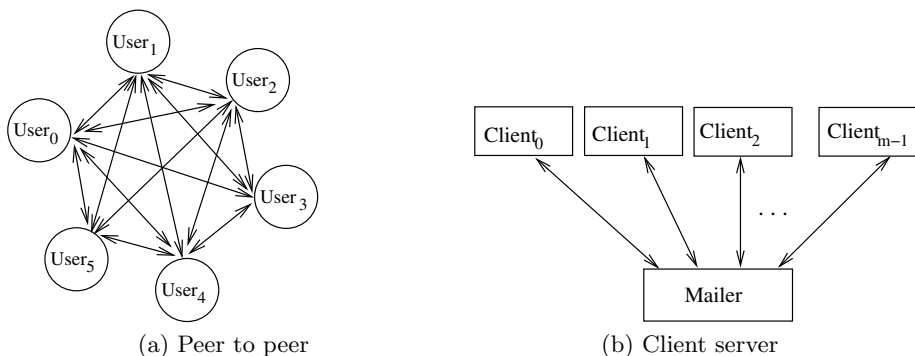 User₁
User₂
User₀
User₃
User₅
User₄
(a) Peer to peer
Client₀
Client₁
Client₂
Clientₘ₋₁
. . .
Mailer
(b) Client server